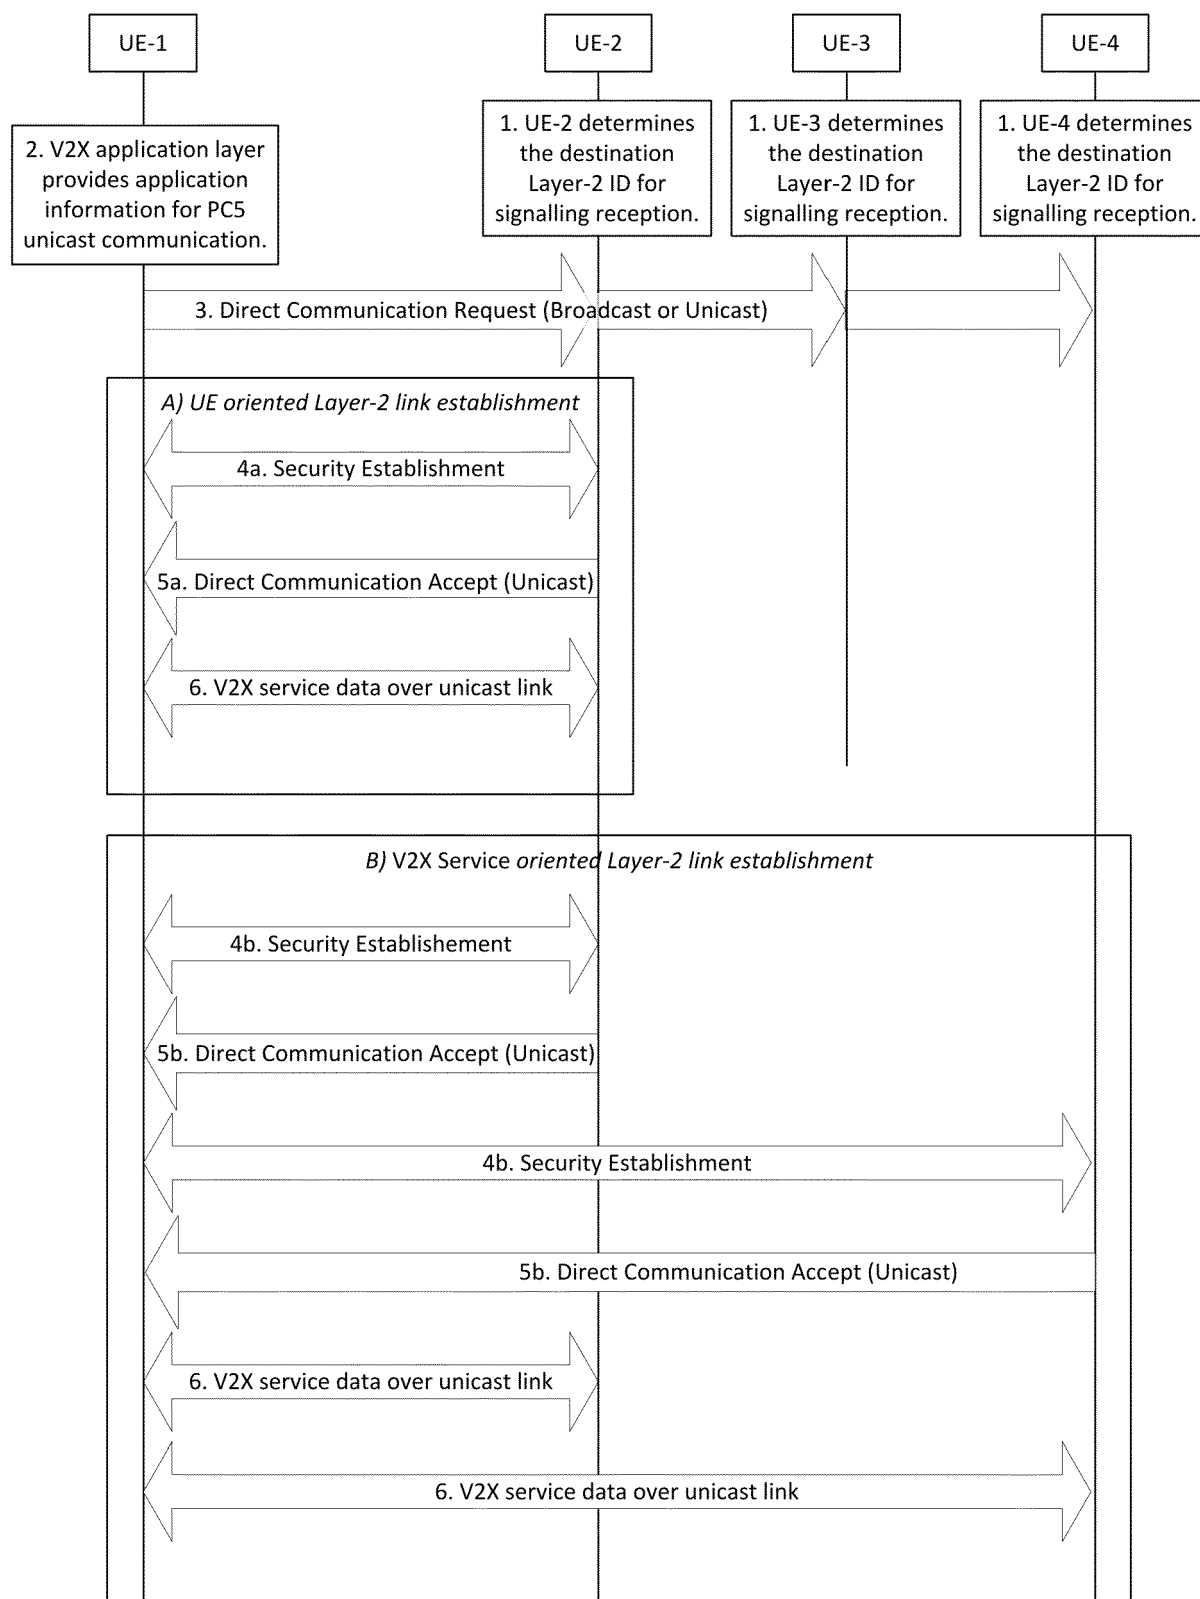 UE-1
UE-2
UE-3
UE-4
1. UE-2 determines
the destination
Layer-2 ID for
signalling reception.
1. UE-3 determines
the destination
Layer-2 ID for
signalling reception.
1. UE-4 determines
the destination
Layer-2 ID for
signalling reception.
2. V2X application layer
provides application
information for PC5
unicast communication.
3. Direct Communication Request (Broadcast or Unicast)
A) UE oriented Layer-2 link establishment
4a. Security Establishment
5a. Direct Communication Accept (Unicast)
6. V2X service data over unicast link
B) V2X Service oriented Layer-2 link establishment
4b. Security Establishement
5b. Direct Communication Accept (Unicast)
4b. Security Establishment
5b. Direct Communication Accept (Unicast)
6. V2X service data over unicast link
6. V2X service data over unicast link